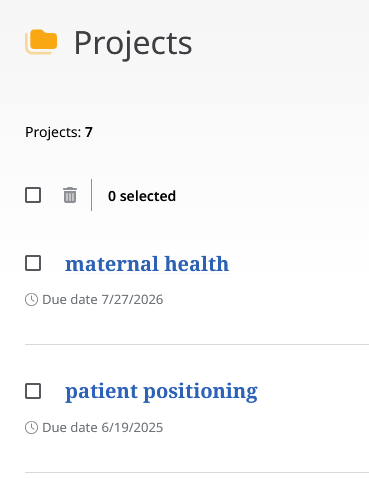 Projects
Projects: 7
0 selected
maternal health
Due date 7/27/2026
patient positioning
Due date 6/19/2025